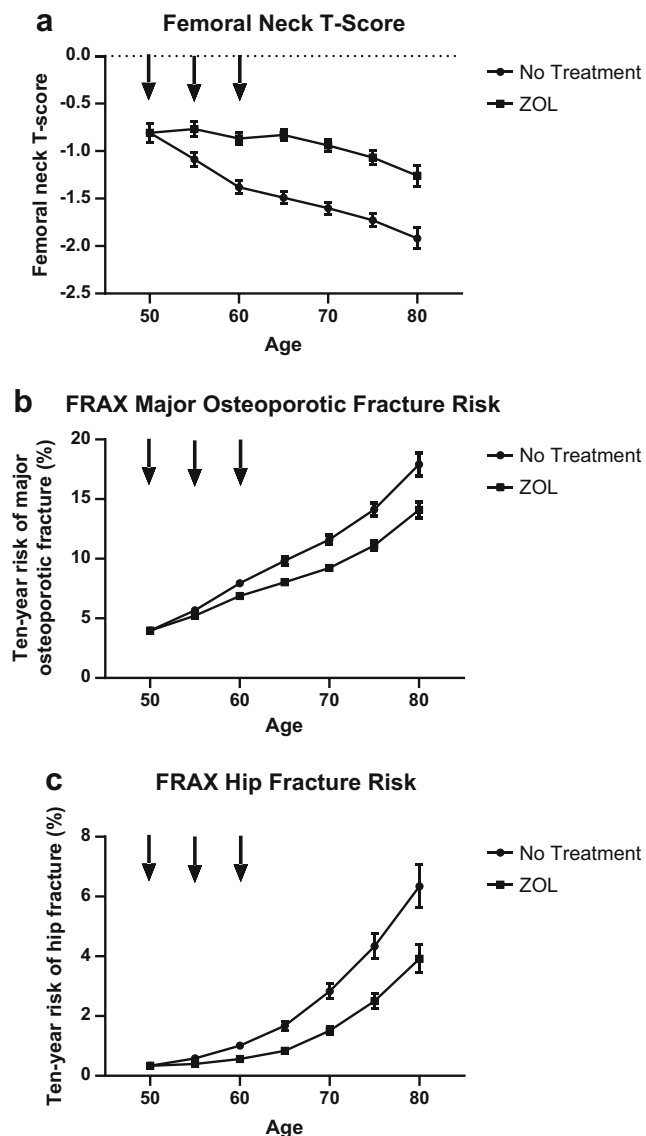 a Femoral Neck T-Score
0.0
-0.5
-1.0
-1.5
-2.0
-2.5
Femoral neck T-score
50
60
70
80
Age
No Treatment
ZOL
b FRAX Major Osteoporotic Fracture Risk
20
15
10
5
0
Ten-year risk of major
osteoporotic fracture (%)
50
60
70
80
Age
No Treatment
ZOL
c FRAX Hip Fracture Risk
8
6
4
2
0
Ten-year risk of hip fracture (%)
50
60
70
80
Age
No Treatment
ZOL